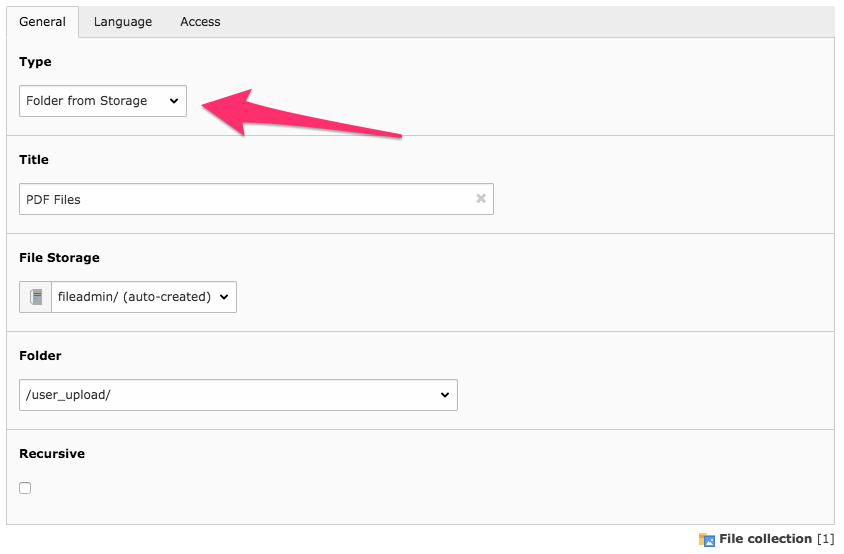 General Language Access
Type
Folder from Storage
Title
PDF Files
File Storage
fileadmin/ (auto-created)
Folder
/user_upload/
Recursive
File collection [1]